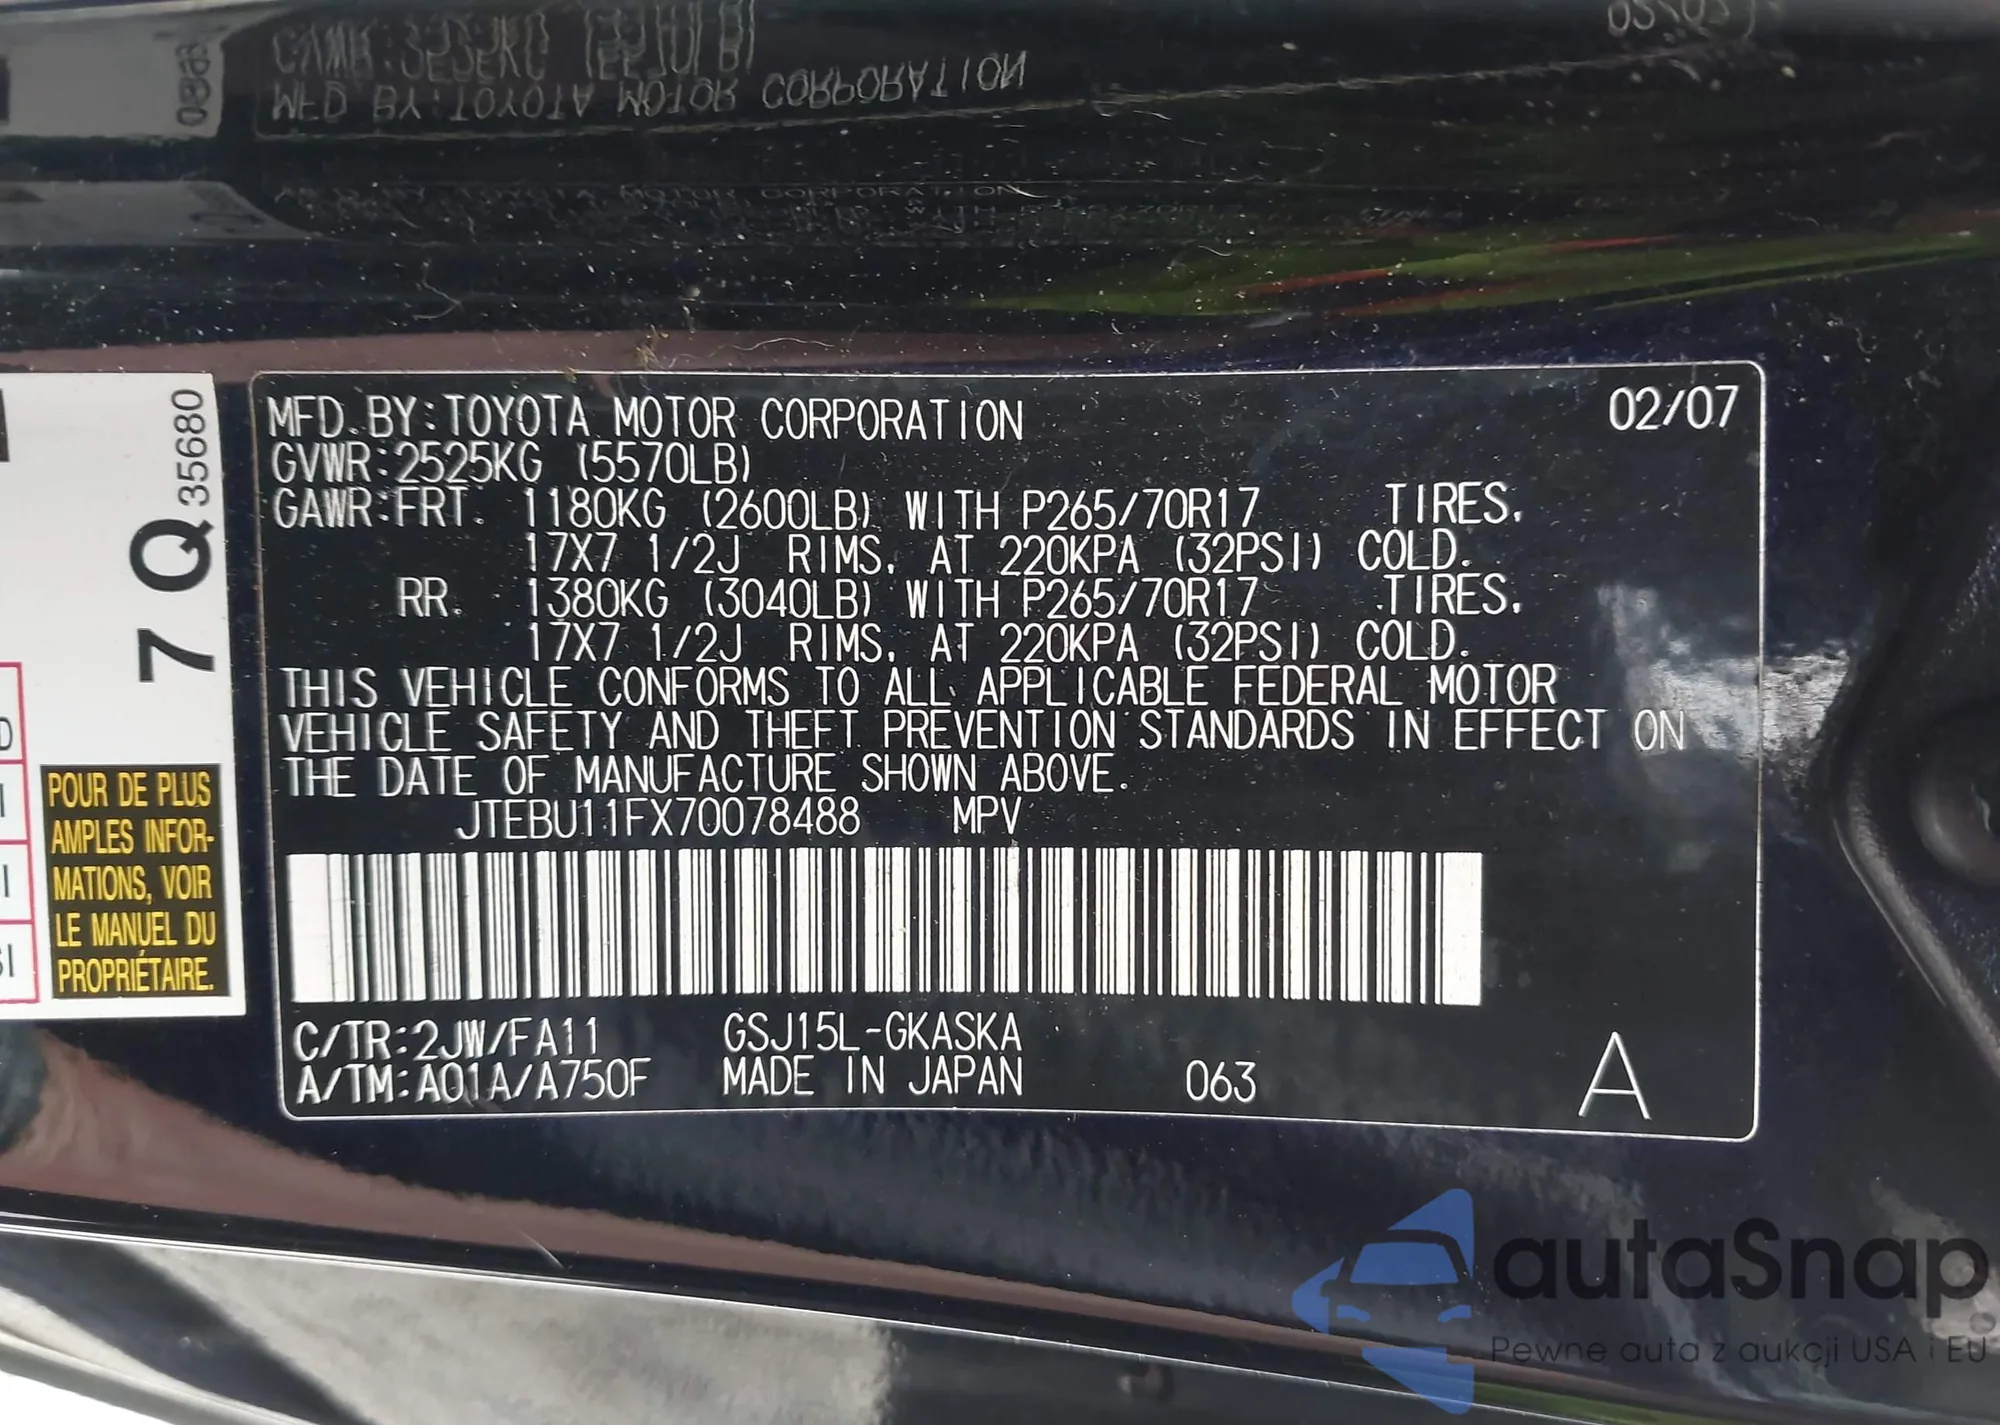 MFD. BY: TOYOTA MOTOR CORPORATION 02/07
GVWR: 2525KG (5570LB)
GAWR: FRT. 1180KG (2600LB) WITH P265/70R17 TIRES,
17X7 1/2J RIMS, AT 220KPA (32PSI) COLD.
RR. 1380KG (3040LB) WITH P265/70R17 TIRES,
17X7 1/2J RIMS, AT 220KPA (32PSI) COLD.
THIS VEHICLE CONFORMS TO ALL APPLICABLE FEDERAL MOTOR
VEHICLE SAFETY AND THEFT PREVENTION STANDARDS IN EFFECT ON
THE DATE OF MANUFACTURE SHOWN ABOVE.
JTEBU11FX70078488 MPV
C/TR: 2JW/FA11 GSJ15L-GKASKA
A/TM: A01A/A750F MADE IN JAPAN 063 A
7 Q 35680
POUR DE PLUS
AMPLES INFOR-
MATIONS, VOIR
LE MANUEL DU
PROPRIÉTAIRE.
autaSnap
Pewne auta z aukcji USA i EU